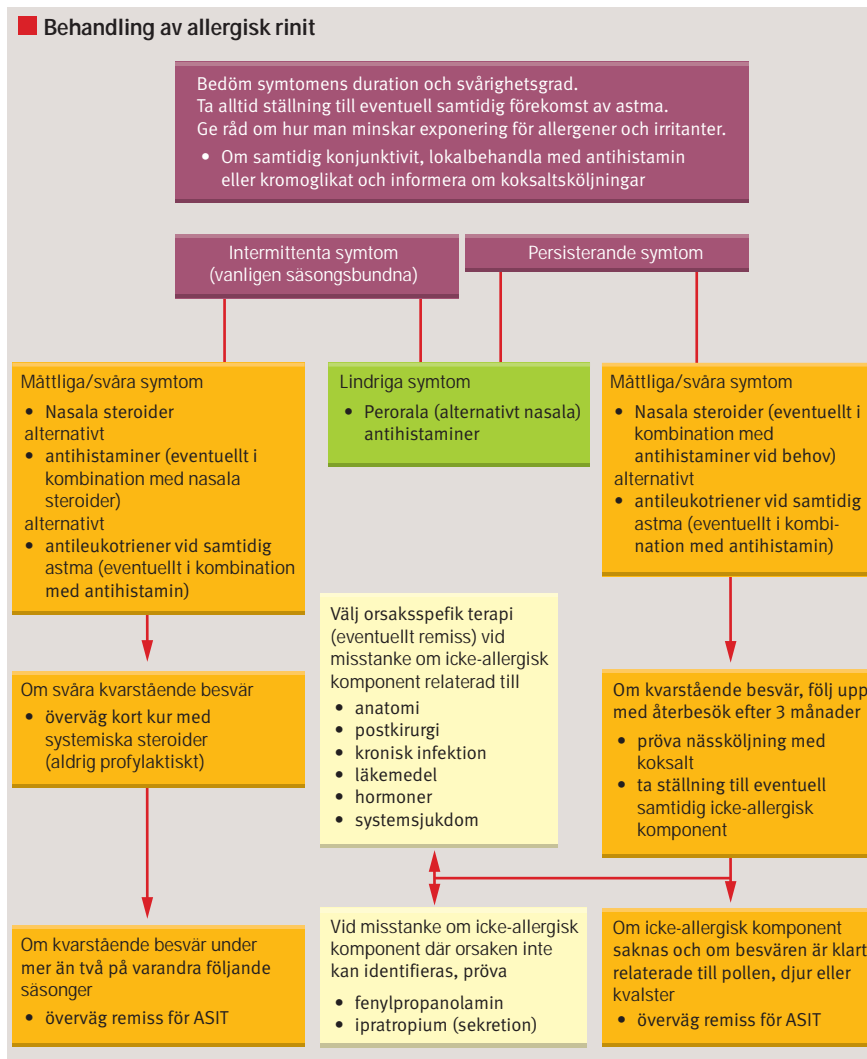 Behandling av allergisk rinit
Bedöm symtomens duration och svårighetsgrad.
Ta alltid ställning till eventuell samtidig förekomst av astma.
Ge råd om hur man minskar exponering för allergener och irritanter.
• Om samtidig konjunktivit, lokalbehandla med antihistamin
eller kromoglikat och informera om koksaltsköljningar
Intermittenta symtom
(vanligen säsongsbundna)
Persisterande symtom
Måttliga/svåra symtom
• Nasala steroider
alternativt
• antihistaminer (eventuellt i
kombination med nasala
steroider)
alternativt
• antileukotriener vid samtidig
astma (eventuellt i kombination
med antihistamin)
Lindriga symtom
• Perorala (alternativt nasala)
antihistaminer
Måttliga/svåra symtom
• Nasala steroider (eventuellt i
kombination med
antihistaminer vid behov)
alternativt
• antileukotriener vid samtidig
astma (eventuellt i kombi-
nation med antihistamin)
Om svåra kvarstående besvär
• överväg kort kur med
systemiska steroider
(aldrig profylaktiskt)
Välj orsaksspefik terapi
(eventuellt remiss) vid
misstanke om icke-allergisk
komponent relaterad till
• anatomi
• postkirurgi
• kronisk infektion
• läkemedel
• hormoner
• systemsjukdom
Om kvarstående besvär, följ upp
med återbesök efter 3 månader
• pröva nässköljning med
koksalt
• ta ställning till eventuell
samtidig icke-allergisk
komponent
Om kvarstående besvär under
mer än två på varandra följande
säsonger
• överväg remiss för ASIT
Vid misstanke om icke-allergisk
komponent där orsaken inte
kan identifieras, pröva
• fenylpropanolamin
• ipratropium (sekretion)
Om icke-allergisk komponent
saknas och om besvären är klart
relaterade till pollen, djur eller
kvalster
• överväg remiss för ASIT